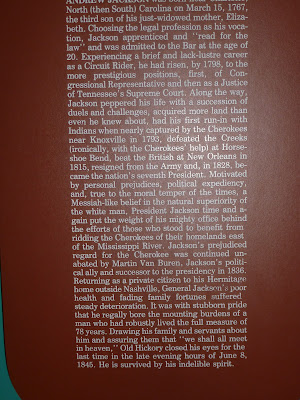 ANDREW JACKSON was born near
North (then South) Carolina on March 15, 1767,
the third son of his just-widowed mother, Eliza-
beth. Choosing the legal profession as his voca-
tion, Jackson apprenticed and "read for the
law" and was admitted to the Bar at the age of
20. Experiencing a brief and lack-lustre career
as a Circuit Rider, he had risen, by 1798, to the
more prestigious positions, first, of Con-
gressional Representative and then as a Justice
of Tennessee's Supreme Court. Along the way,
Jackson peppered his life with a succession of
duels and challenges, acquired more land than
even he knew about, had his first run-in with
Indians when nearly captured by the Cherokees
near Knoxville in 1793, defeated the Creeks
(ironically, with the Cherokees' help) at Horse-
shoe Bend, beat the British at New Orleans in
1815, resigned from the Army and, in 1828, be-
came the nation's seventh President. Motivated
by personal prejudices, political expediency,
and, true to the moral temper of the times, a
Messiah-like belief in the natural superiority of
the white man, President Jackson time and a-
gain put the weight of his mighty office behind
the efforts of those who stood to benefit from
ridding the Cherokees of their homelands east
of the Mississippi River. Jackson's prejudiced
regard for the Cherokee was continued un-
abated by Martin Van Buren, Jackson's politi-
cal ally and successor to the presidency in 1836.
Returning as a private citizen to his Hermitage
home outside Nashville, General Jackson's poor
health and fading family fortunes suffered
steady deterioration. It was with stubborn pride
that he regally bore the mounting burdens of a
man who had robustly lived the full measure of
78 years. Drawing his family and servants about
him and assuring them that "we shall all meet
in heaven," Old Hickory closed his eyes for the
last time in the late evening hours of June 8,
1845. He is survived by his indelible spirit.